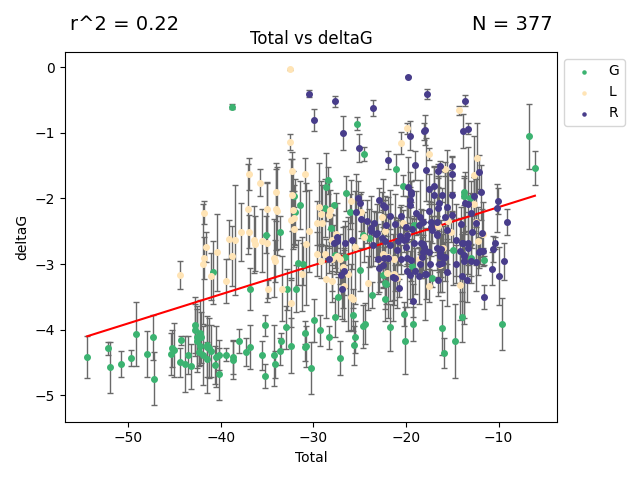 r^2 = 0.22
N = 377
Total vs deltaG
G
L
R
0
−1
−2
−3
−4
−5
deltaG
−50
−40
−30
−20
−10
Total